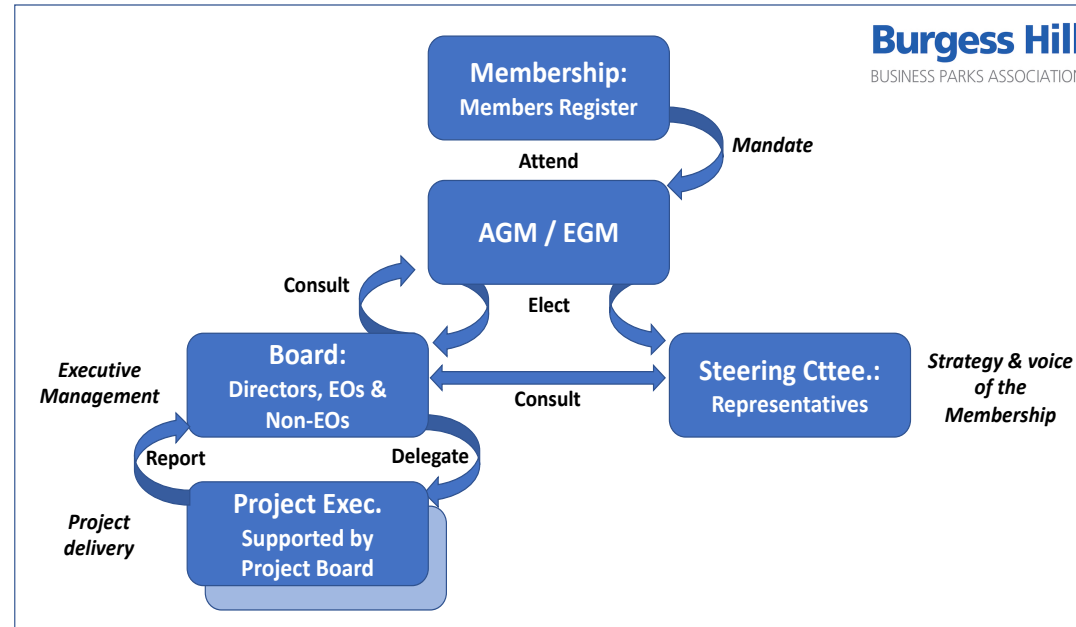 Burgess Hill
BUSINESS PARKS ASSOCIATION
Membership:
Members Register
Mandate
Attend
AGM / EGM
Consult
Elect
Board:
Directors, EOs &
Non-EOs
Executive
Management
Consult
Steering Cttee.:
Representatives
Strategy & voice
of the
Membership
Report
Delegate
Project Exec.
Supported by
Project Board
Project
delivery